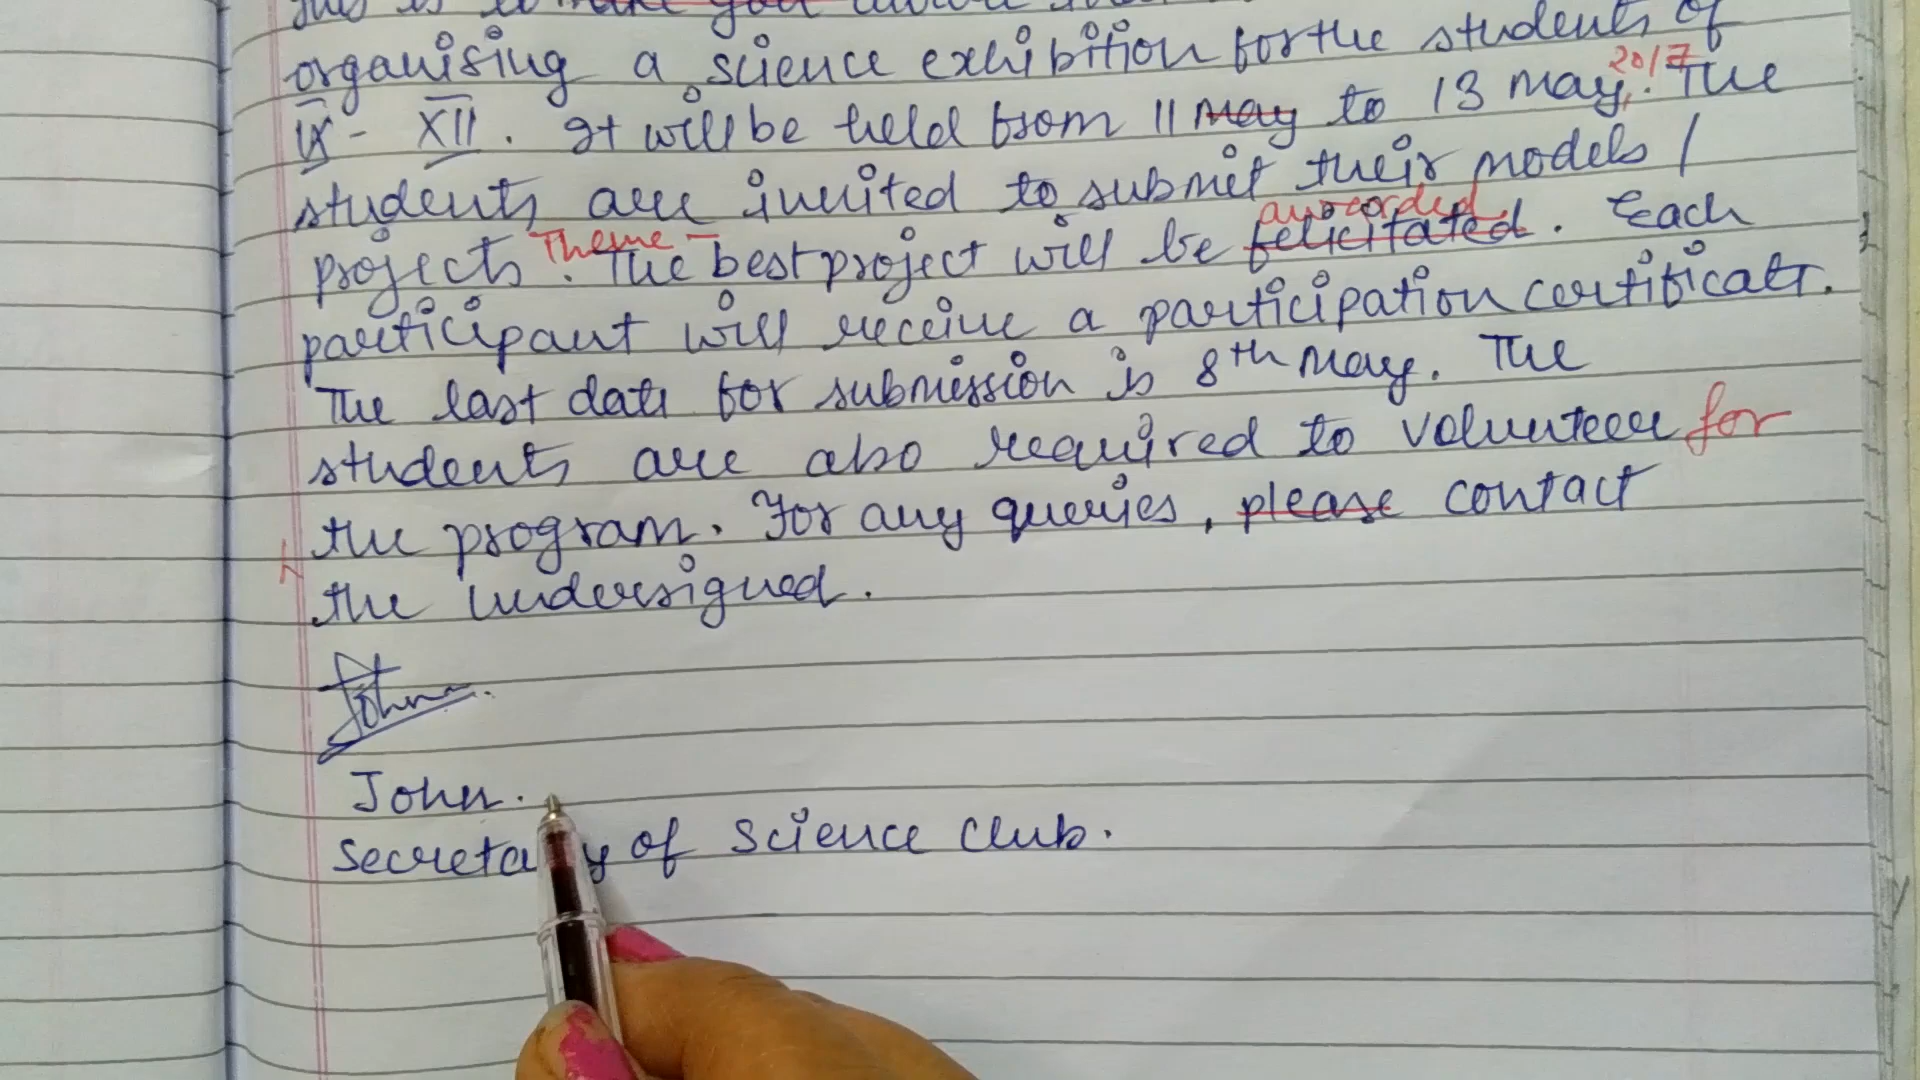 organising a science exhibition for the students of
IX - XII. It will be held from 11 may to 13 may, 2017. The
students are invited to submit their models /
awarded
projects Theme - . The best project will be felicitated. Each
participant will receive a participation certificate.
The last date for submission is 8th may. The
students are also required to volunteer for
the program. For any queries, please contact
the undersigned.
John
John.
Secretary of Science Club.